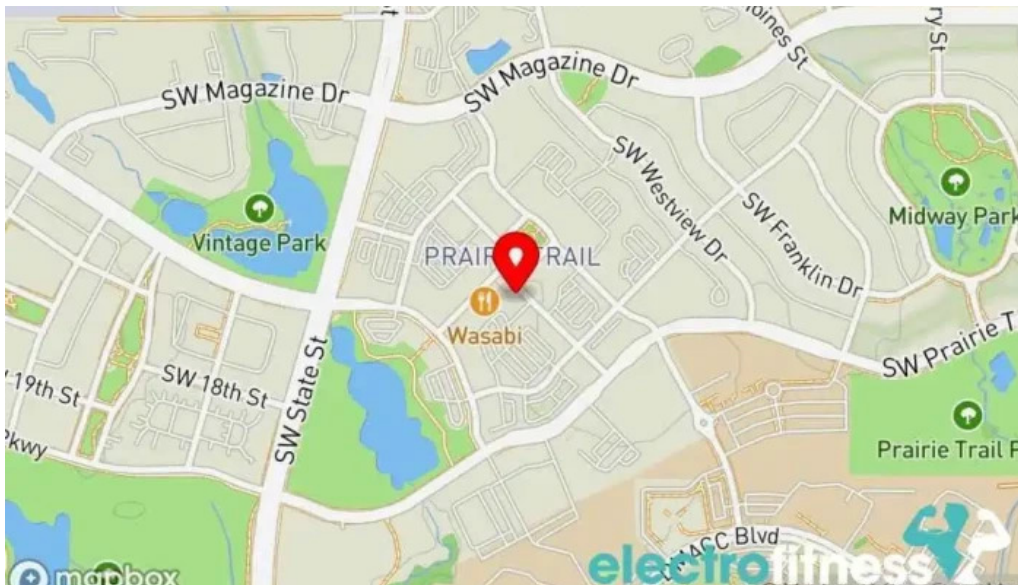 SW Magazine Dr
SW Magazine Dr
SW Westview Dr
SW Franklin Dr
Midway Park
Vintage Park
PRAIRIE TRAIL
Wasabi
SW State St
SW 18th St
19th St
Pkwy
SW Prairie T
Prairie Trail P
DMACC Blvd
electrofitness
mapbox